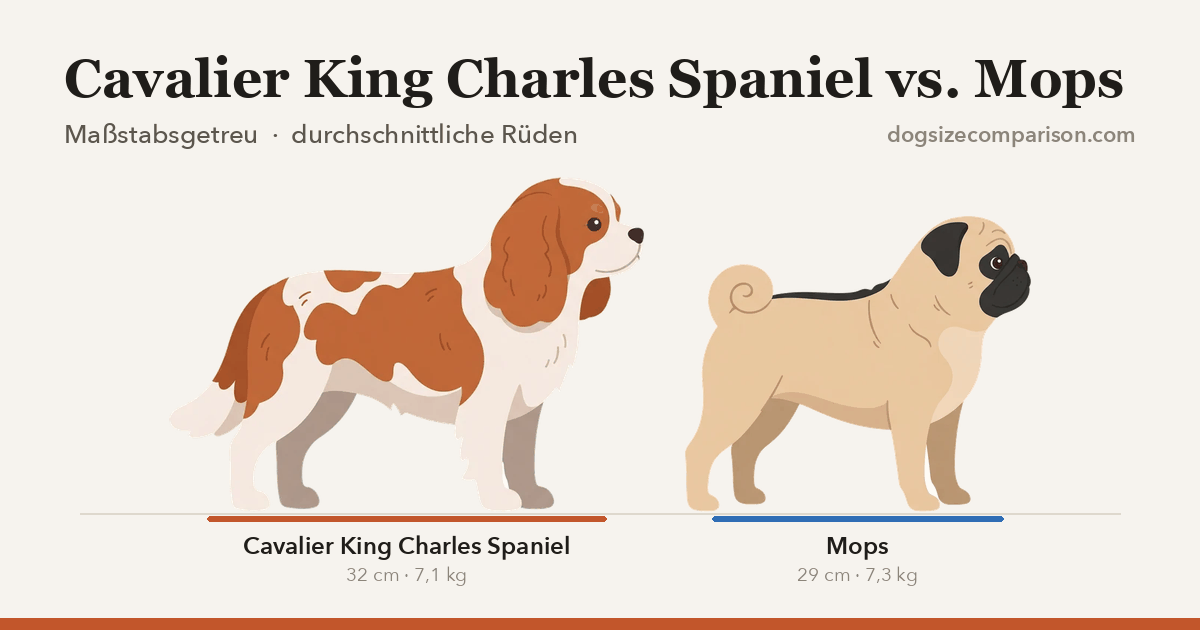 Cavalier King Charles Spaniel vs. Mops
Maßstabsgetreu · durchschnittliche Rüden
dogsizecomparison.com
Cavalier King Charles Spaniel
32 cm · 7,1 kg
Mops
29 cm · 7,3 kg